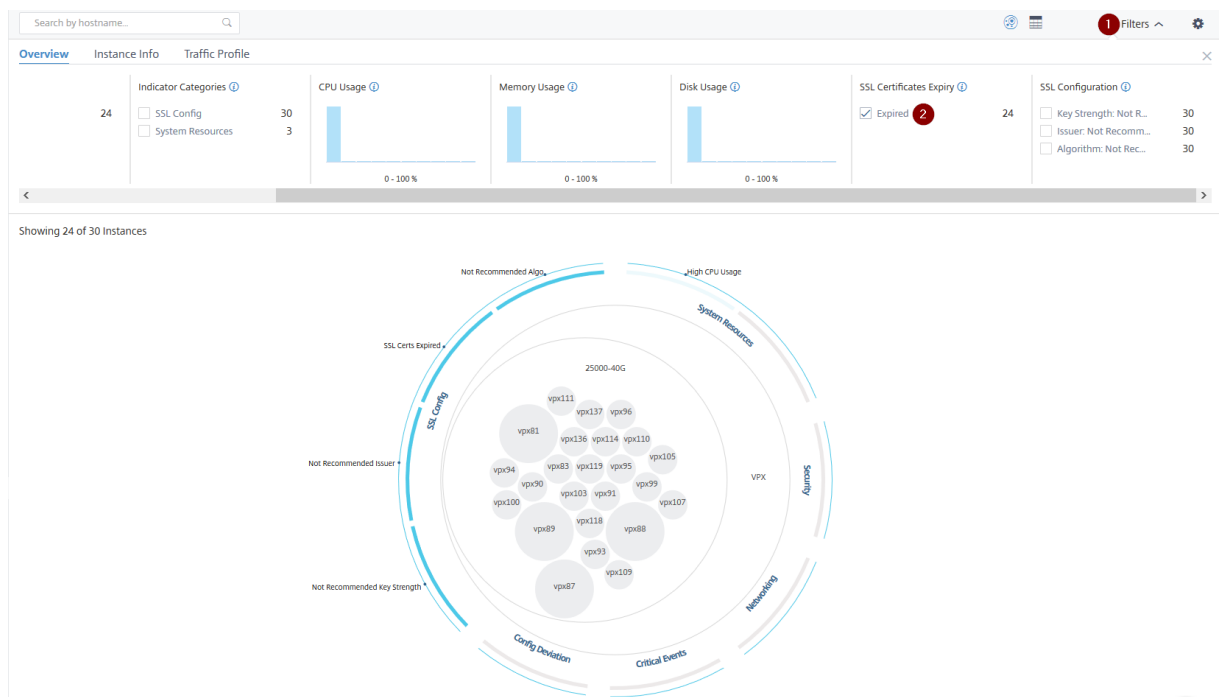 Search by hostname...
1 Filters
Overview Instance Info Traffic Profile
24
Indicator Categories
SSL Config 30
System Resources 3
CPU Usage
0 - 100 %
Memory Usage
0 - 100 %
Disk Usage
0 - 100 %
SSL Certificates Expiry
Expired 2 24
SSL Configuration
Key Strength: Not R... 30
Issuer: Not Recomm... 30
Algorithm: Not Rec... 30
Showing 24 of 30 Instances
Not Recommended Algo.
High CPU Usage
System Resources
SSL Certs Expired
25000-40G
vpx111
vpx137 vpx96
SSL Config
vpx81
vpx136 vpx114 vpx110
vpx105
Not Recommended Issuer
vpx94 vpx83 vpx119 vpx95
VPX
Security
vpx90 vpx99
vpx103 vpx91
vpx100 vpx107
vpx118
vpx89 vpx88
vpx93
vpx109
Not Recommended Key Strength
vpx87
Networking
Config Deviation
Critical Events